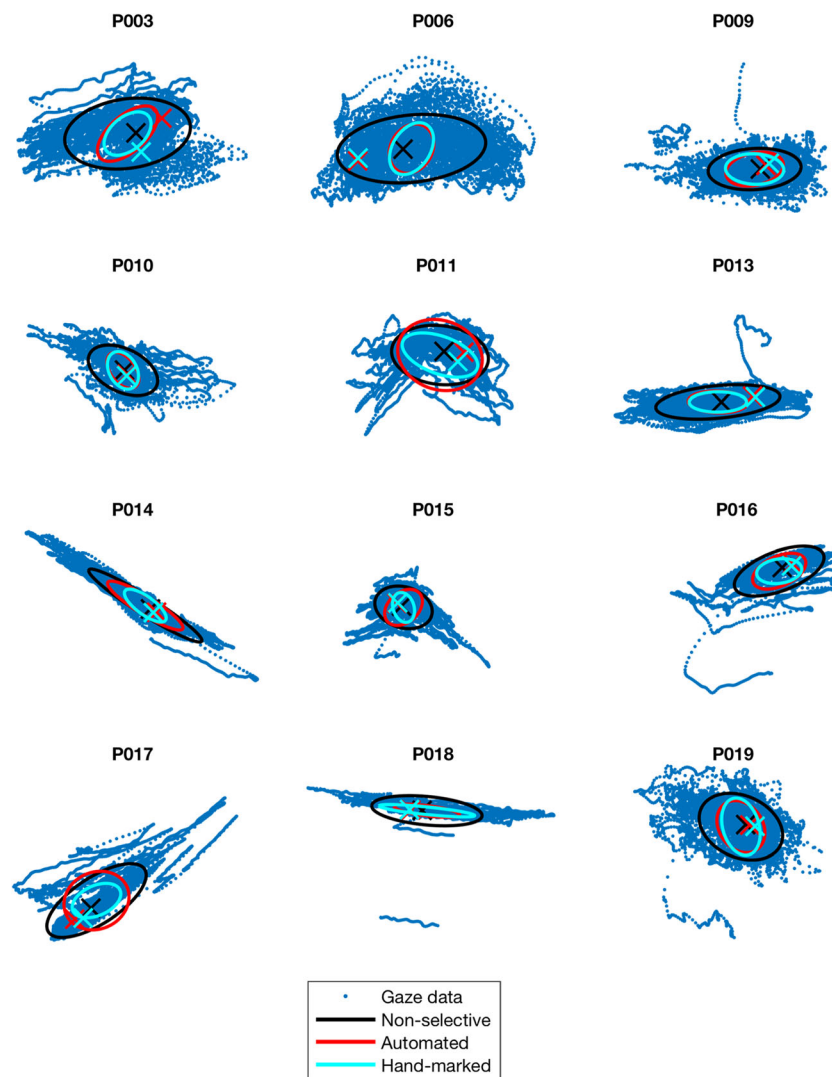 P003 P006 P009
P010 P011 P013
P014 P015 P016
P017 P018 P019
Gaze data
Non-selective
Automated
Hand-marked